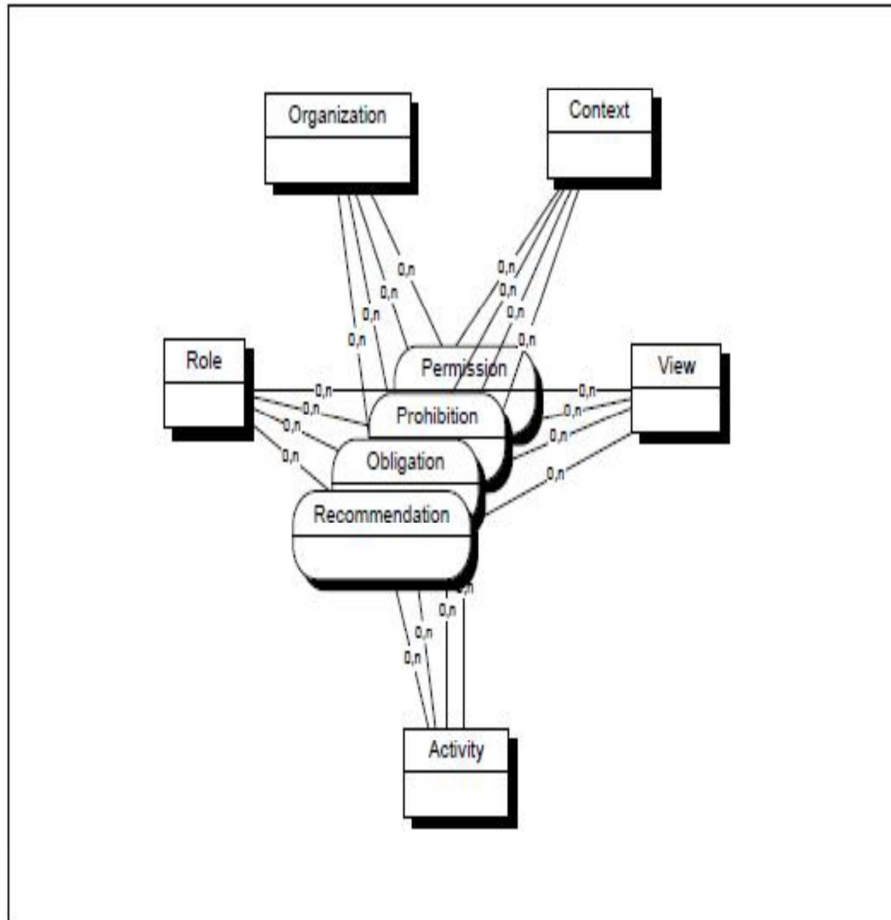 Organization
Context
0,n
0,n
0,n
0,n
0,n
0,n
0,n
0,n
Role
Permission
View
0,n
0,n
0,n
Prohibition
0,n
0,n
0,n
Obligation
0,n
0,n
Recommendation
0,n
0,n
0,n
0,n
Activity